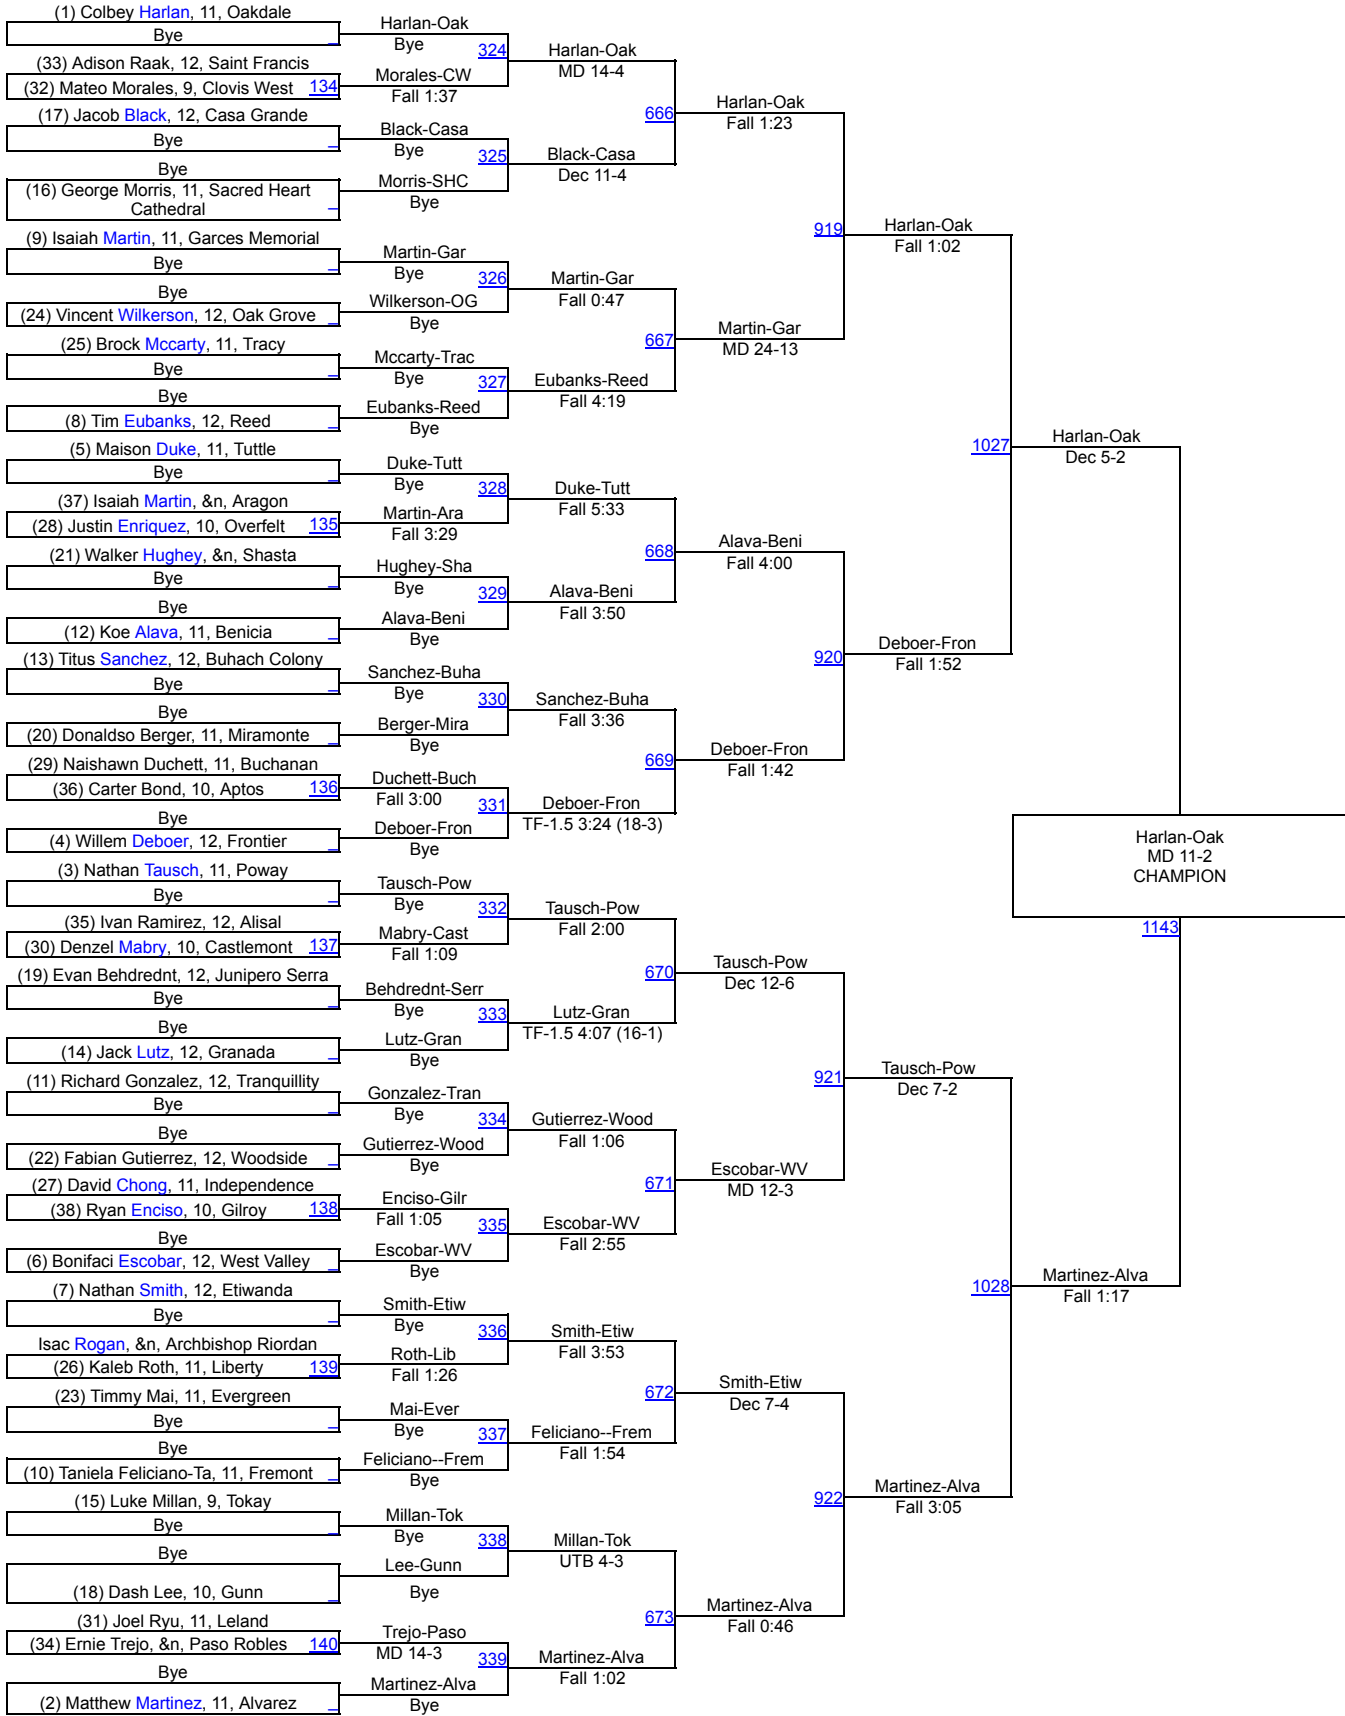 (1) Colbey Harlan, 11, Oakdale
Bye
(33) Adison Raak, 12, Saint Francis
(32) Mateo Morales, 9, Clovis West 134
(17) Jacob Black, 12, Casa Grande
Bye
Bye
(16) George Morris, 11, Sacred Heart
Cathedral
(9) Isaiah Martin, 11, Garces Memorial
Bye
Bye
(24) Vincent Wilkerson, 12, Oak Grove
(25) Brock Mccarty, 11, Tracy
Bye
Bye
(8) Tim Eubanks, 12, Reed
(5) Maison Duke, 11, Tuttle
Bye
(37) Isaiah Martin, &n, Aragon
(28) Justin Enriquez, 10, Overfelt 135
(21) Walker Hughey, &n, Shasta
Bye
Bye
(12) Koe Alava, 11, Benicia
(13) Titus Sanchez, 12, Buhach Colony
Bye
Bye
(20) Donaldso Berger, 11, Miramonte
(29) Naishawn Duchett, 11, Buchanan
(36) Carter Bond, 10, Aptos 136
Bye
(4) Willem Deboer, 12, Frontier
(3) Nathan Tausch, 11, Poway
Bye
(35) Ivan Ramirez, 12, Alisal
(30) Denzel Mabry, 10, Castlemont 137
(19) Evan Behdrednt, 12, Junipero Serra
Bye
Bye
(14) Jack Lutz, 12, Granada
(11) Richard Gonzalez, 12, Tranquillity
Bye
Bye
(22) Fabian Gutierrez, 12, Woodside
(27) David Chong, 11, Independence
(38) Ryan Enciso, 10, Gilroy 138
Bye
(6) Bonifaci Escobar, 12, West Valley
(7) Nathan Smith, 12, Etiwanda
Bye
Isac Rogan, &n, Archbishop Riordan
(26) Kaleb Roth, 11, Liberty 139
(23) Timmy Mai, 11, Evergreen
Bye
Bye
(10) Taniela Feliciano-Ta, 11, Fremont
(15) Luke Millan, 9, Tokay
Bye
Bye
(18) Dash Lee, 10, Gunn
(31) Joel Ryu, 11, Leland
(34) Ernie Trejo, &n, Paso Robles 140
Bye
(2) Matthew Martinez, 11, Alvarez
Harlan-Oak
Bye
324
Morales-CW
Fall 1:37
Black-Casa
Bye
325
Morris-SHC
Bye
Martin-Gar
Bye
326
Wilkerson-OG
Bye
Mccarty-Trac
Bye
327
Eubanks-Reed
Bye
Duke-Tutt
Bye
328
Martin-Ara
Fall 3:29
Hughey-Sha
Bye
329
Alava-Beni
Bye
Sanchez-Buha
Bye
330
Berger-Mira
Bye
Duchett-Buch
Fall 3:00
331
Deboer-Fron
Bye
Tausch-Pow
Bye
332
Mabry-Cast
Fall 1:09
Behdrednt-Serr
Bye
333
Lutz-Gran
Bye
Gonzalez-Tran
Bye
334
Gutierrez-Wood
Bye
Enciso-Gilr
Fall 1:05
335
Escobar-WV
Bye
Smith-Etiw
Bye
336
Roth-Lib
Fall 1:26
Mai-Ever
Bye
337
Feliciano--Frem
Bye
Millan-Tok
Bye
338
Lee-Gunn
Bye
Trejo-Paso
MD 14-3
339
Martinez-Alva
Bye
Harlan-Oak
MD 14-4
666
Black-Casa
Dec 11-4
Martin-Gar
Fall 0:47
667
Eubanks-Reed
Fall 4:19
Duke-Tutt
Fall 5:33
668
Alava-Beni
Fall 3:50
Sanchez-Buha
Fall 3:36
669
Deboer-Fron
TF-1.5 3:24 (18-3)
Tausch-Pow
Fall 2:00
670
Lutz-Gran
TF-1.5 4:07 (16-1)
Gutierrez-Wood
Fall 1:06
671
Escobar-WV
Fall 2:55
Smith-Etiw
Fall 3:53
672
Feliciano--Frem
Fall 1:54
Millan-Tok
UTB 4-3
673
Martinez-Alva
Fall 1:02
Harlan-Oak
Fall 1:23
919
Martin-Gar
MD 24-13
Alava-Beni
Fall 4:00
920
Deboer-Fron
Fall 1:42
Tausch-Pow
Dec 12-6
921
Escobar-WV
MD 12-3
Smith-Etiw
Dec 7-4
922
Martinez-Alva
Fall 0:46
Harlan-Oak
Fall 1:02
1027
Deboer-Fron
Fall 1:52
Tausch-Pow
Dec 7-2
1028
Martinez-Alva
Fall 3:05
Harlan-Oak
Dec 5-2
Martinez-Alva
Fall 1:17
Harlan-Oak
MD 11-2
CHAMPION
1143